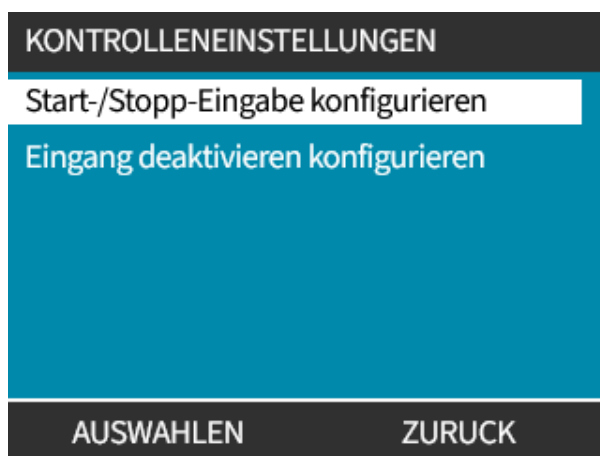 KONTROLLENEINSTELLUNGEN
Start-/Stopp-Eingabe konfigurieren
Eingang deaktivieren konfigurieren
AUSWAHLEN ZURUCK